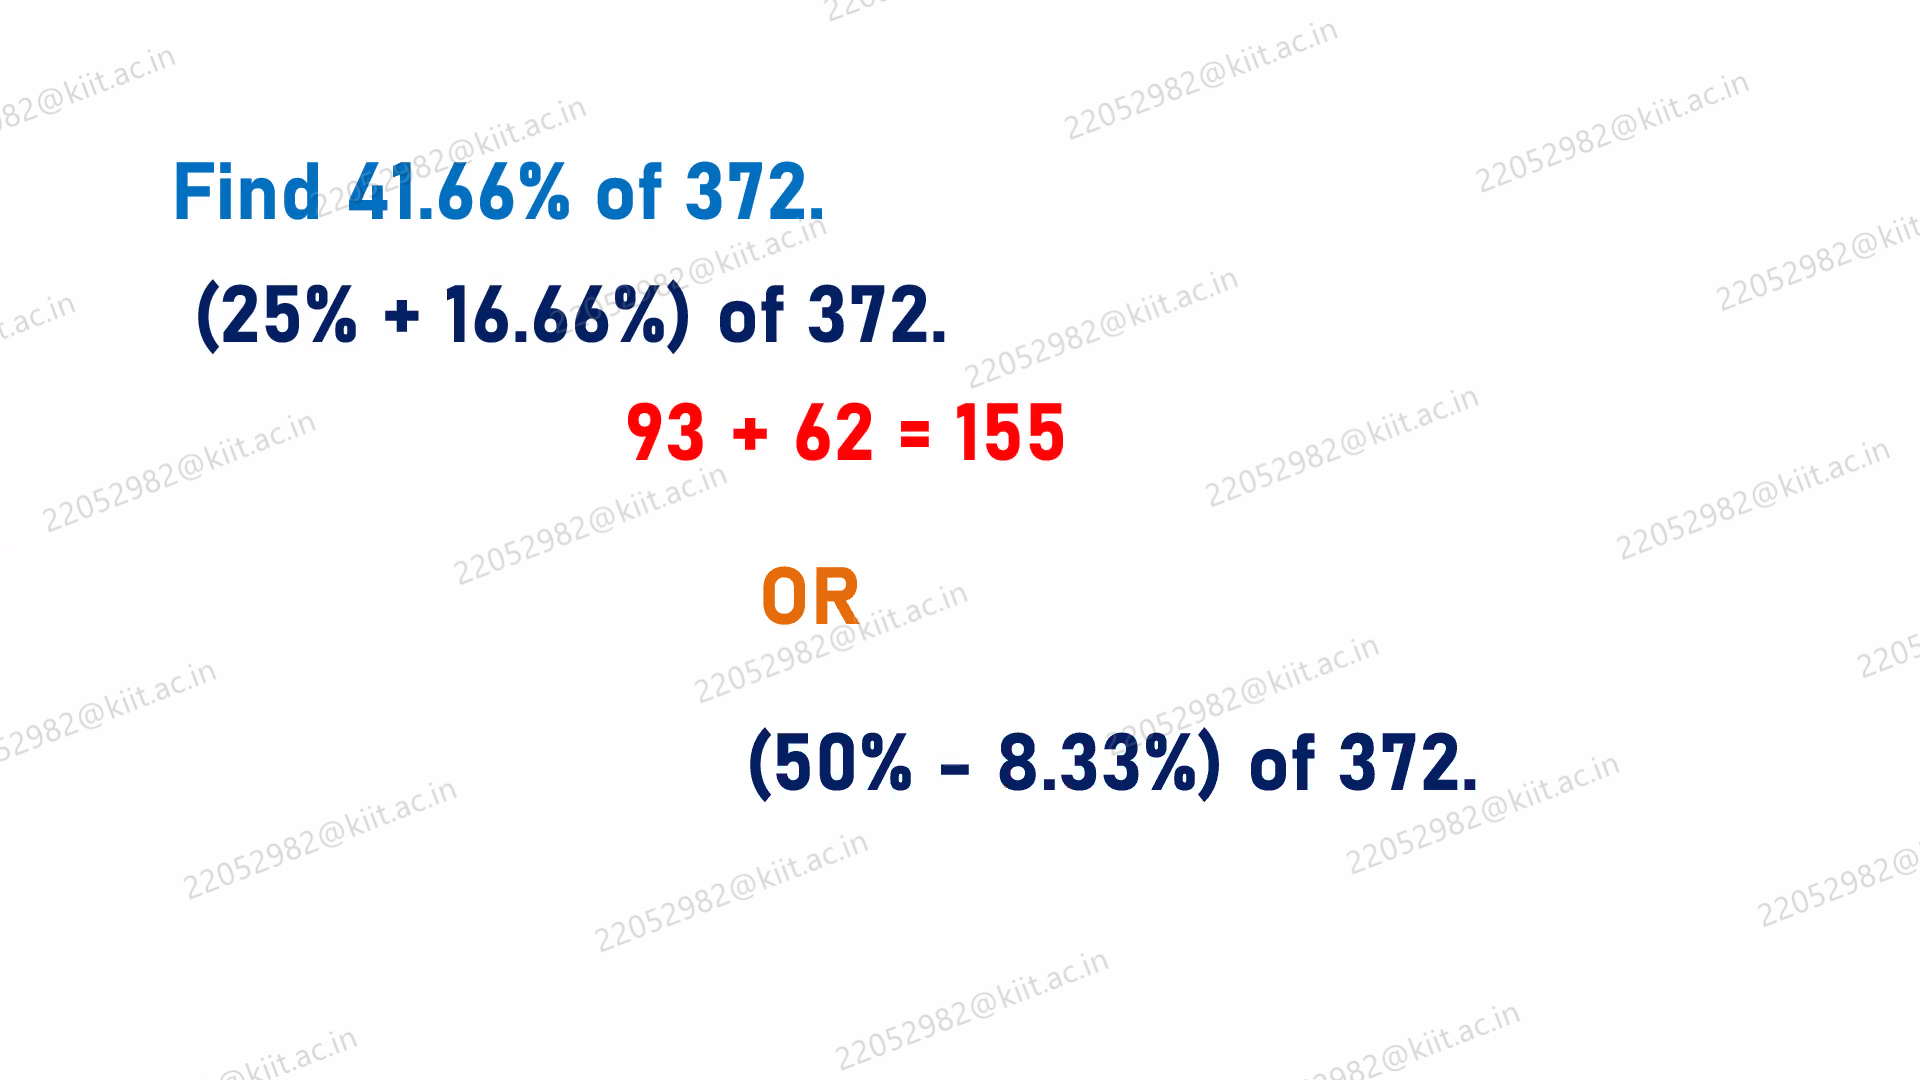 Find 41.66% of 372.
(25% + 16.66%) of 372.
93 + 62 = 155
OR
(50% – 8.33%) of 372.
22052982@kiit.ac.in